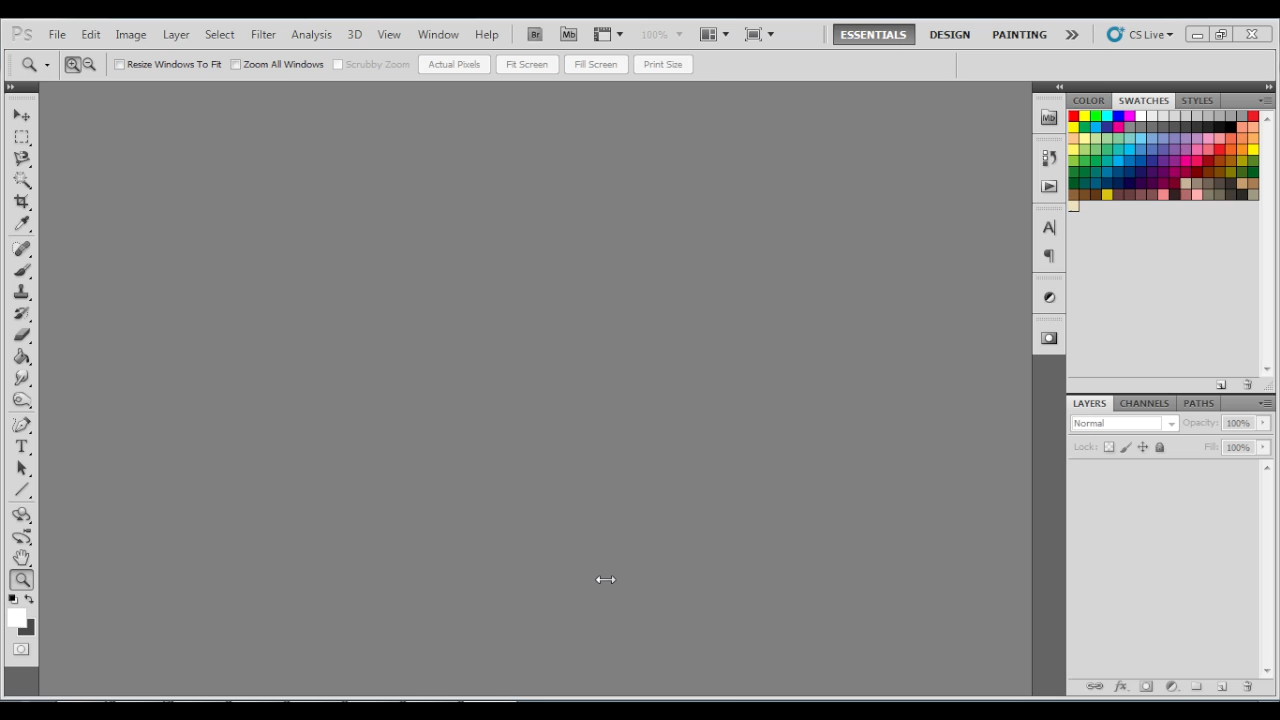 Ps File Edit Image Layer Select Filter Analysis 3D View Window Help Br Mb 100% ESSENTIALS DESIGN PAINTING CS Live
Resize Windows To Fit Zoom All Windows Scrubby Zoom Actual Pixels Fit Screen Fill Screen Print Size
COLOR SWATCHES STYLES
Mb
A
T
LAYERS CHANNELS PATHS
Normal Opacity: 100%
Lock: Fill: 100%
fx